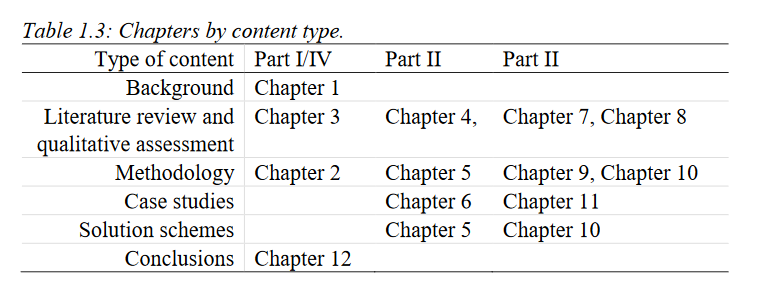 Table 1.3: Chapters by content type.
Type of content Part I/IV Part II Part II
Background Chapter 1
Literature review and Chapter 3 Chapter 4, Chapter 7, Chapter 8
qualitative assessment
Methodology Chapter 2 Chapter 5 Chapter 9, Chapter 10
Case studies Chapter 6 Chapter 11
Solution schemes Chapter 5 Chapter 10
Conclusions Chapter 12